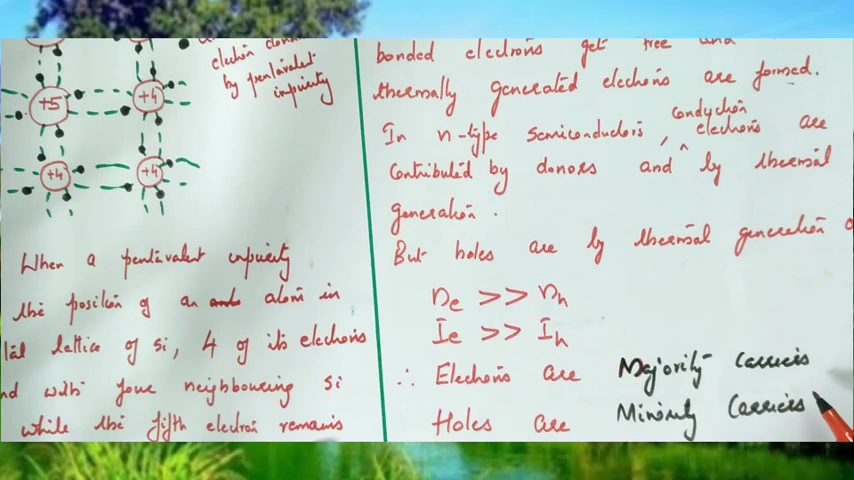 electron donated
by pentavalent
impurity
+5
+4
+4
+4
When a pentavalent impurity
the position of an atom in
lattice of Si, 4 of its electrons
with four neighbouring Si
while the fifth electron remains
bonded electrons get free and
thermally generated electrons are formed.
conduction
In n-type semiconductors, ^ electrons are
contributed by donors and by thermal
generation.
But holes are by thermal generation
ne >> nh
Ie >> Ih
∴ Electrons are Majority carriers
Holes are Minority Carriers